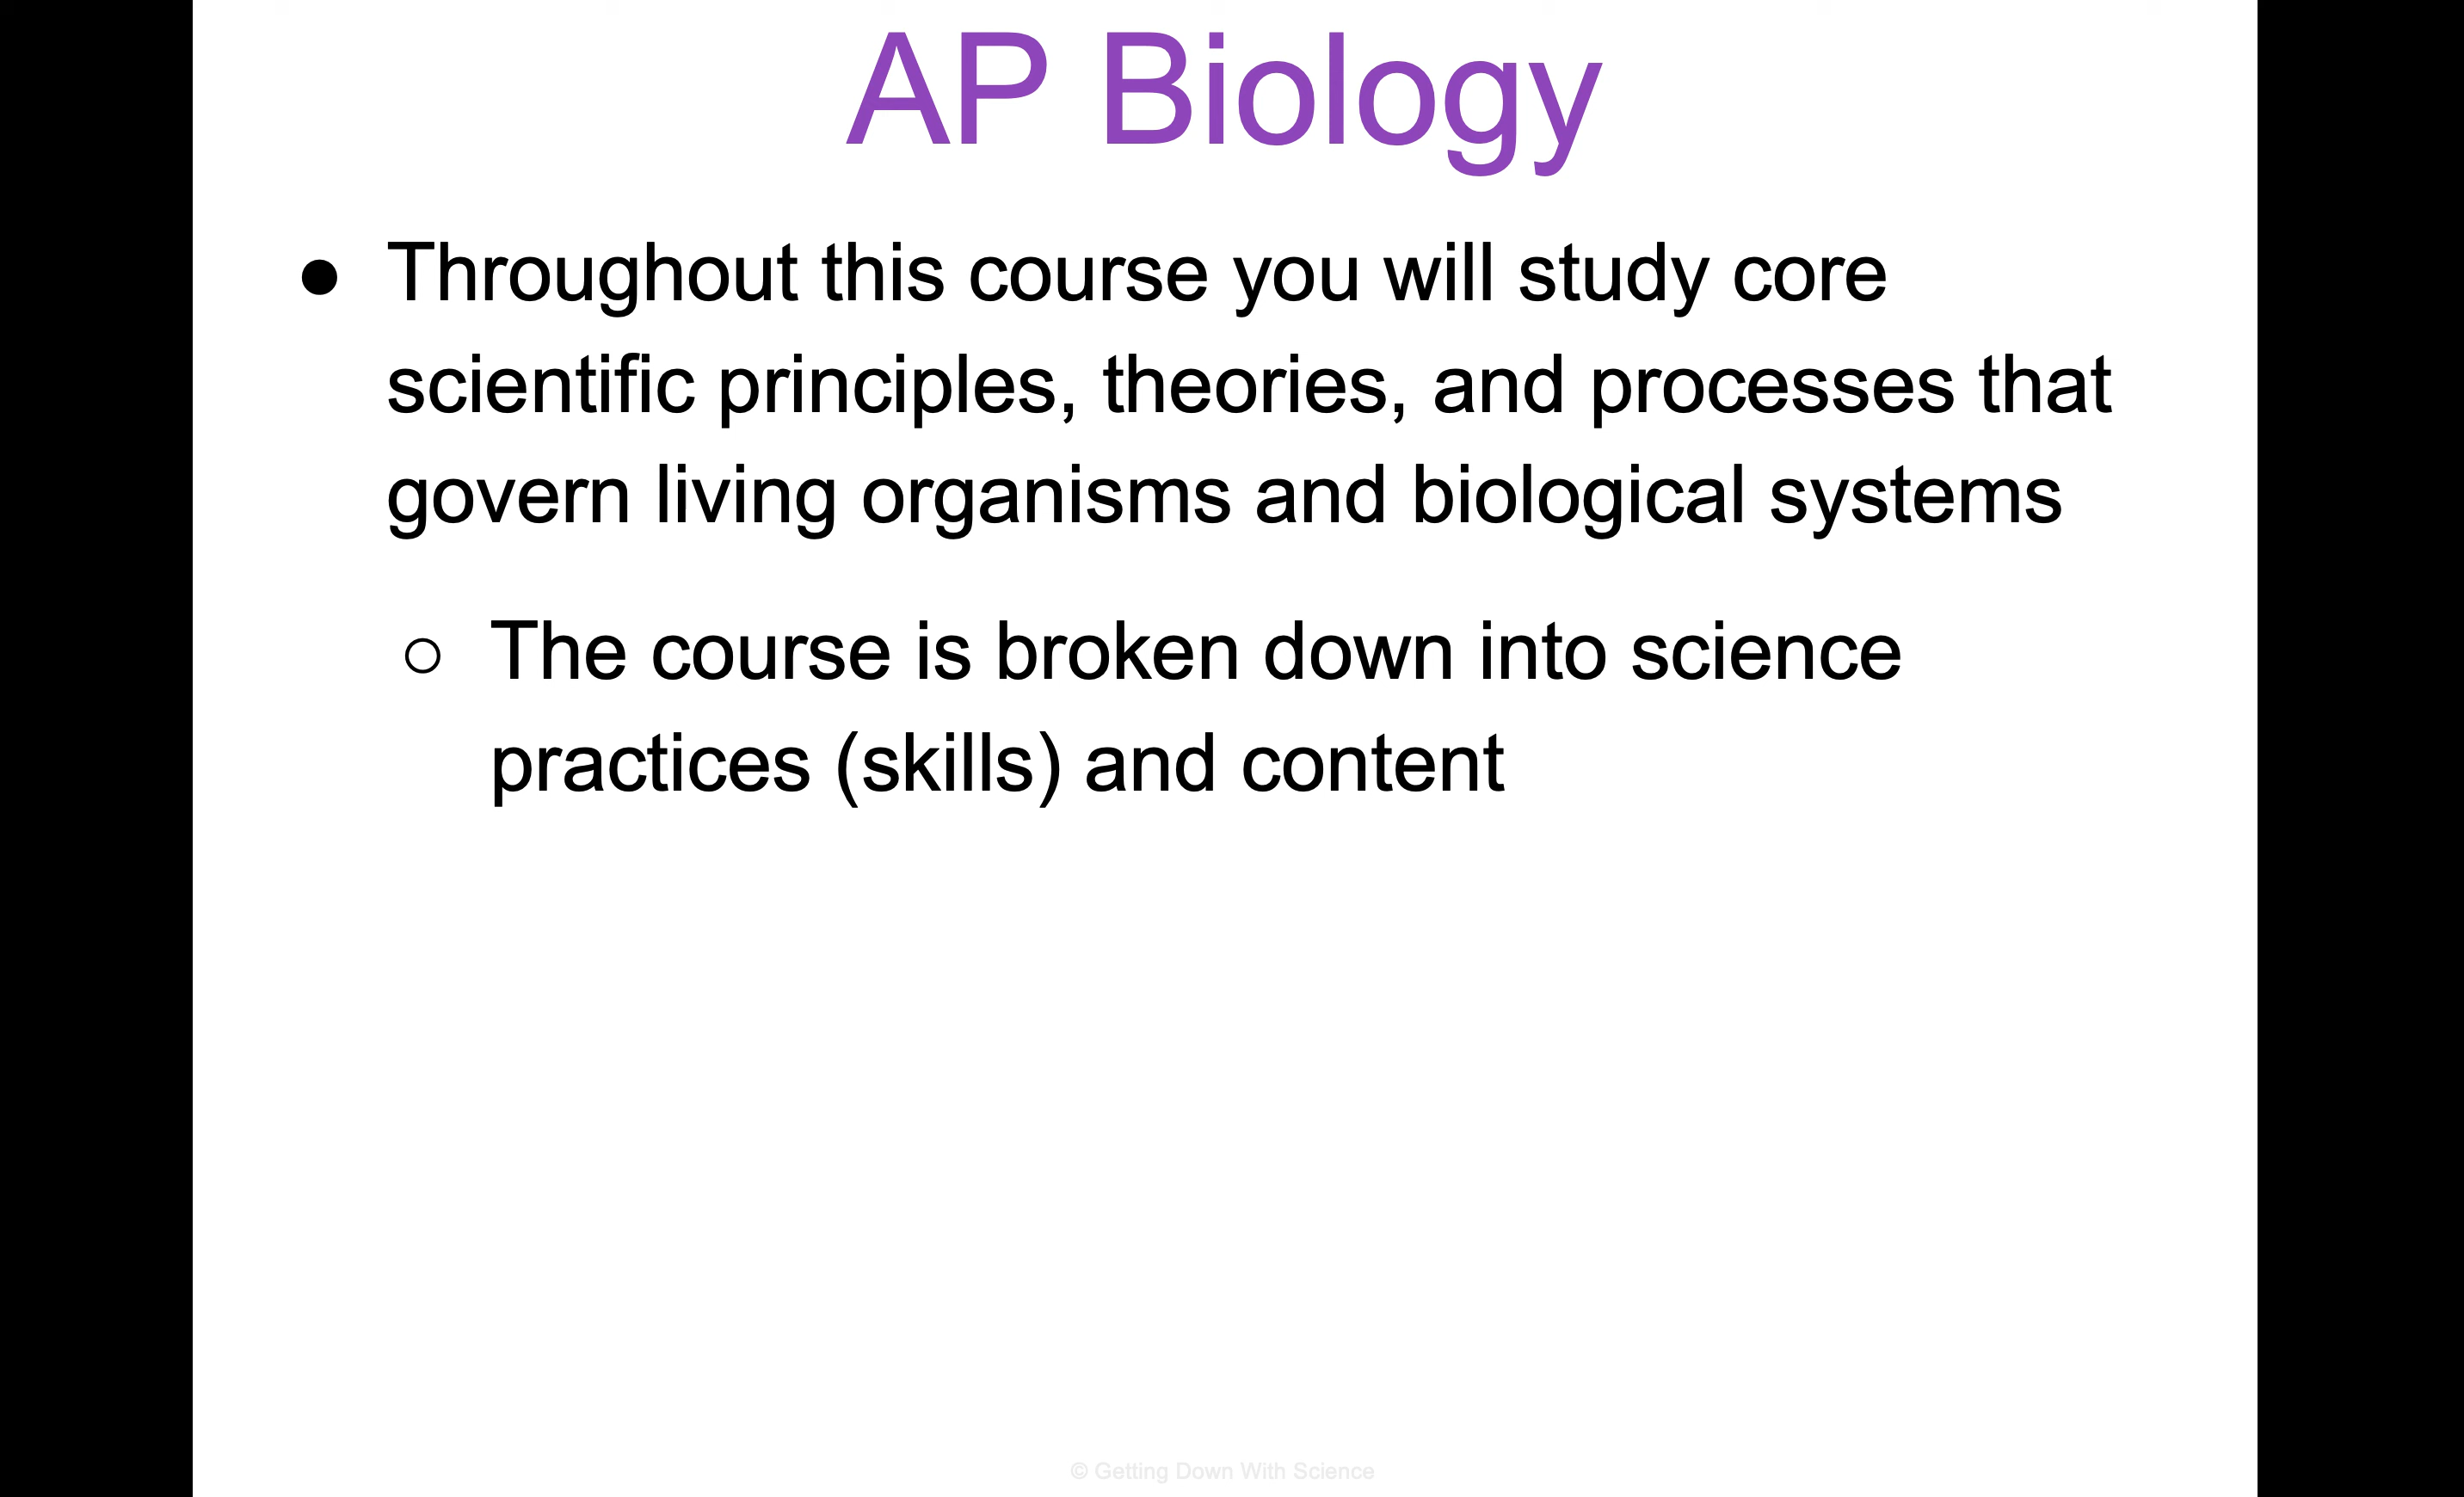 AP Biology
● Throughout this course you will study core
scientific principles, theories, and processes that
govern living organisms and biological systems
○ The course is broken down into science
practices (skills) and content
© Getting Down With Science